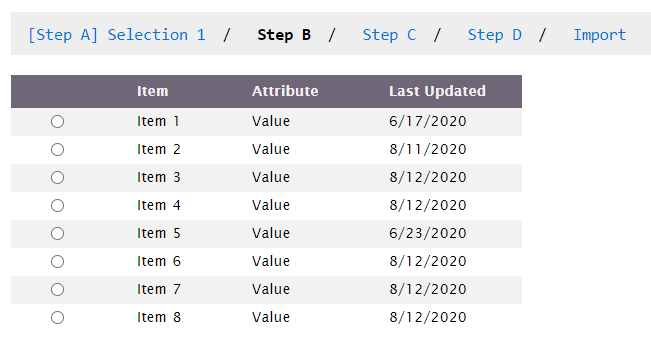 [Step A] Selection 1 / Step B / Step C / Step D / Import
Item Attribute Last Updated
Item 1 Value 6/17/2020
Item 2 Value 8/11/2020
Item 3 Value 8/12/2020
Item 4 Value 8/12/2020
Item 5 Value 6/23/2020
Item 6 Value 8/12/2020
Item 7 Value 8/12/2020
Item 8 Value 8/12/2020